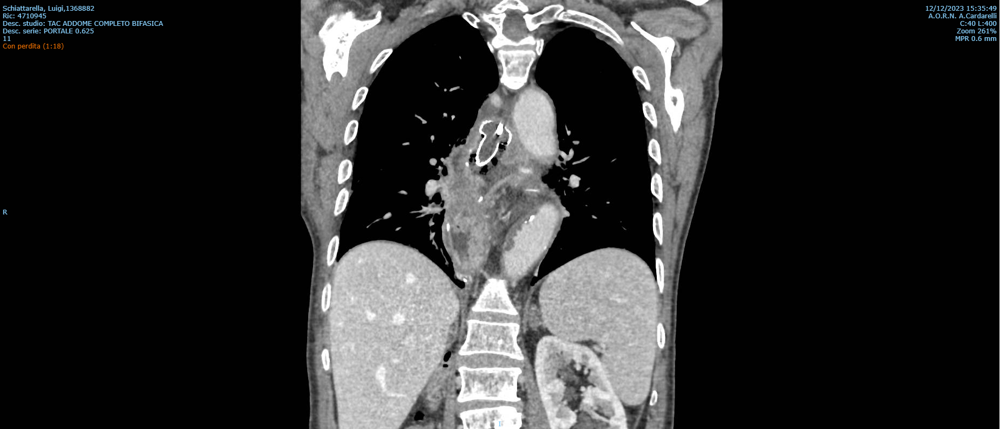 Schiattarella, Luigi,1368882
Ric: 4710945
Desc. studio: TAC ADDOME COMPLETO BIFASICA
Desc. serie: PORTALE 0.625
11
Con perdita (1:18)
12/12/2023 15:35:49
A.O.R.N. A.Cardarelli
C:40 L:400
Zoom 261%
MPR 0.6 mm
R
I